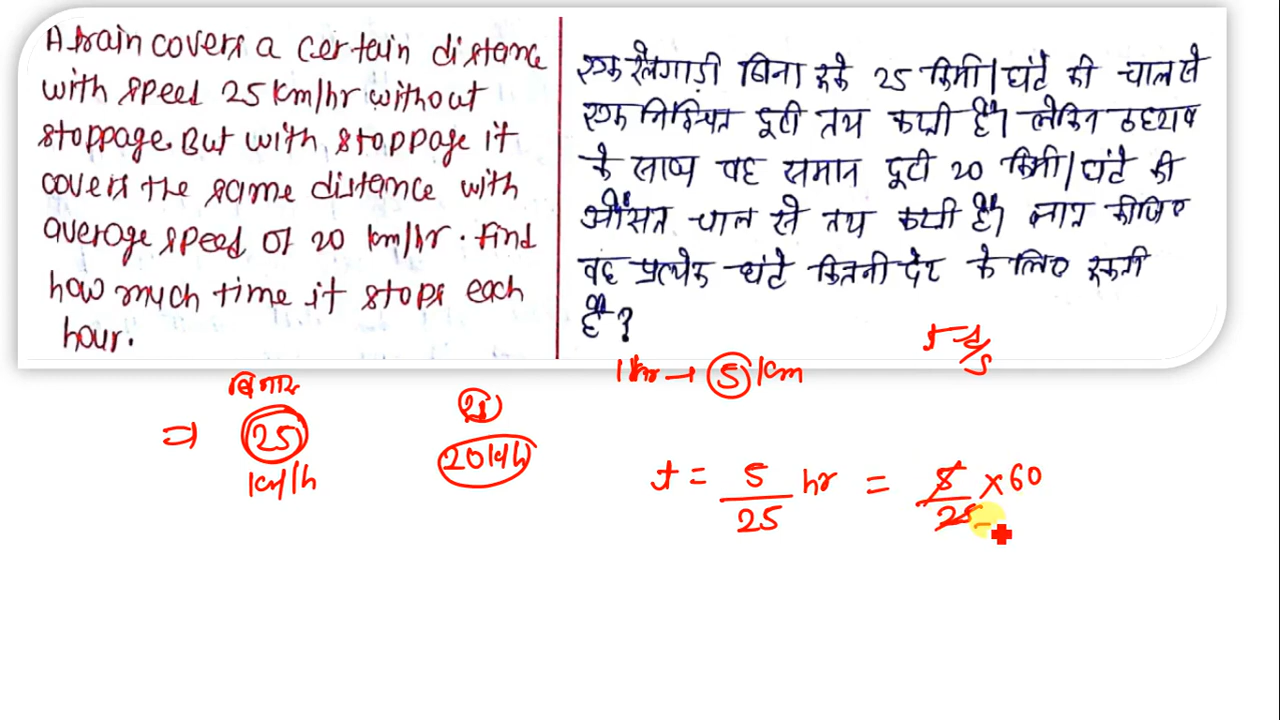 A train covers a certain distance
with speed 25 km/hr without
stoppage. But with stoppage it
covers the same distance with
average speed of 20 km/hr. Find
how much time it stops each
hour.
एक रेलगाड़ी बिना रुके 25 किमी/घंटे की चाल से
एक निश्चित दूरी तय करती है। लेकिन ठहराव
के साथ वह समान दूरी 20 किमी/घंटे की
औसत चाल से तय करती है। ज्ञात कीजिए
वह प्रत्येक घंटे कितनी देर के लिए रुकती
है?
1hr → 5 km
t = d/s
⇒ 25 km/h
20 k/h
t = 5/25 hr = 5/25 × 60